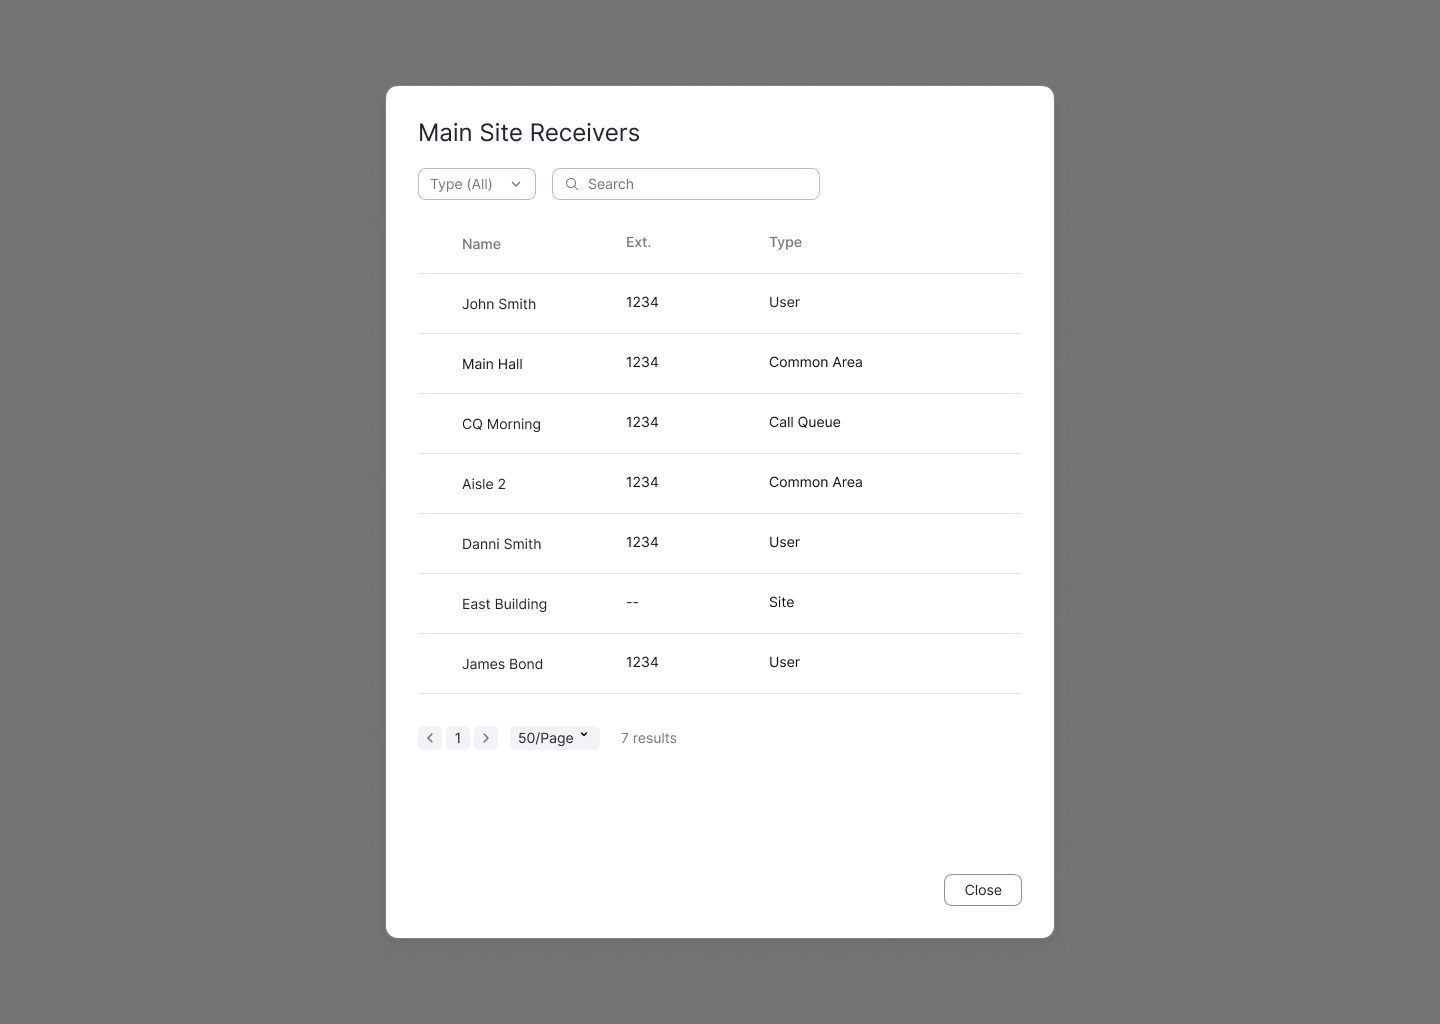 Main Site Receivers
Type (All) Search
Name Ext. Type
John Smith 1234 User
Main Hall 1234 Common Area
CQ Morning 1234 Call Queue
Aisle 2 1234 Common Area
Danni Smith 1234 User
East Building -- Site
James Bond 1234 User
1 50/Page 7 results
Close